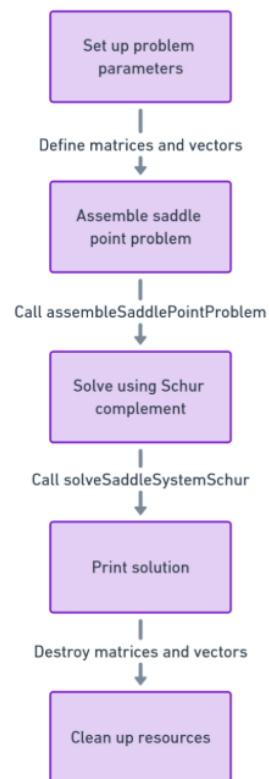 Set up problem
parameters
Define matrices and vectors
Assemble saddle
point problem
Call assembleSaddlePointProblem
Solve using Schur
complement
Call solveSaddleSystemSchur
Print solution
Destroy matrices and vectors
Clean up resources